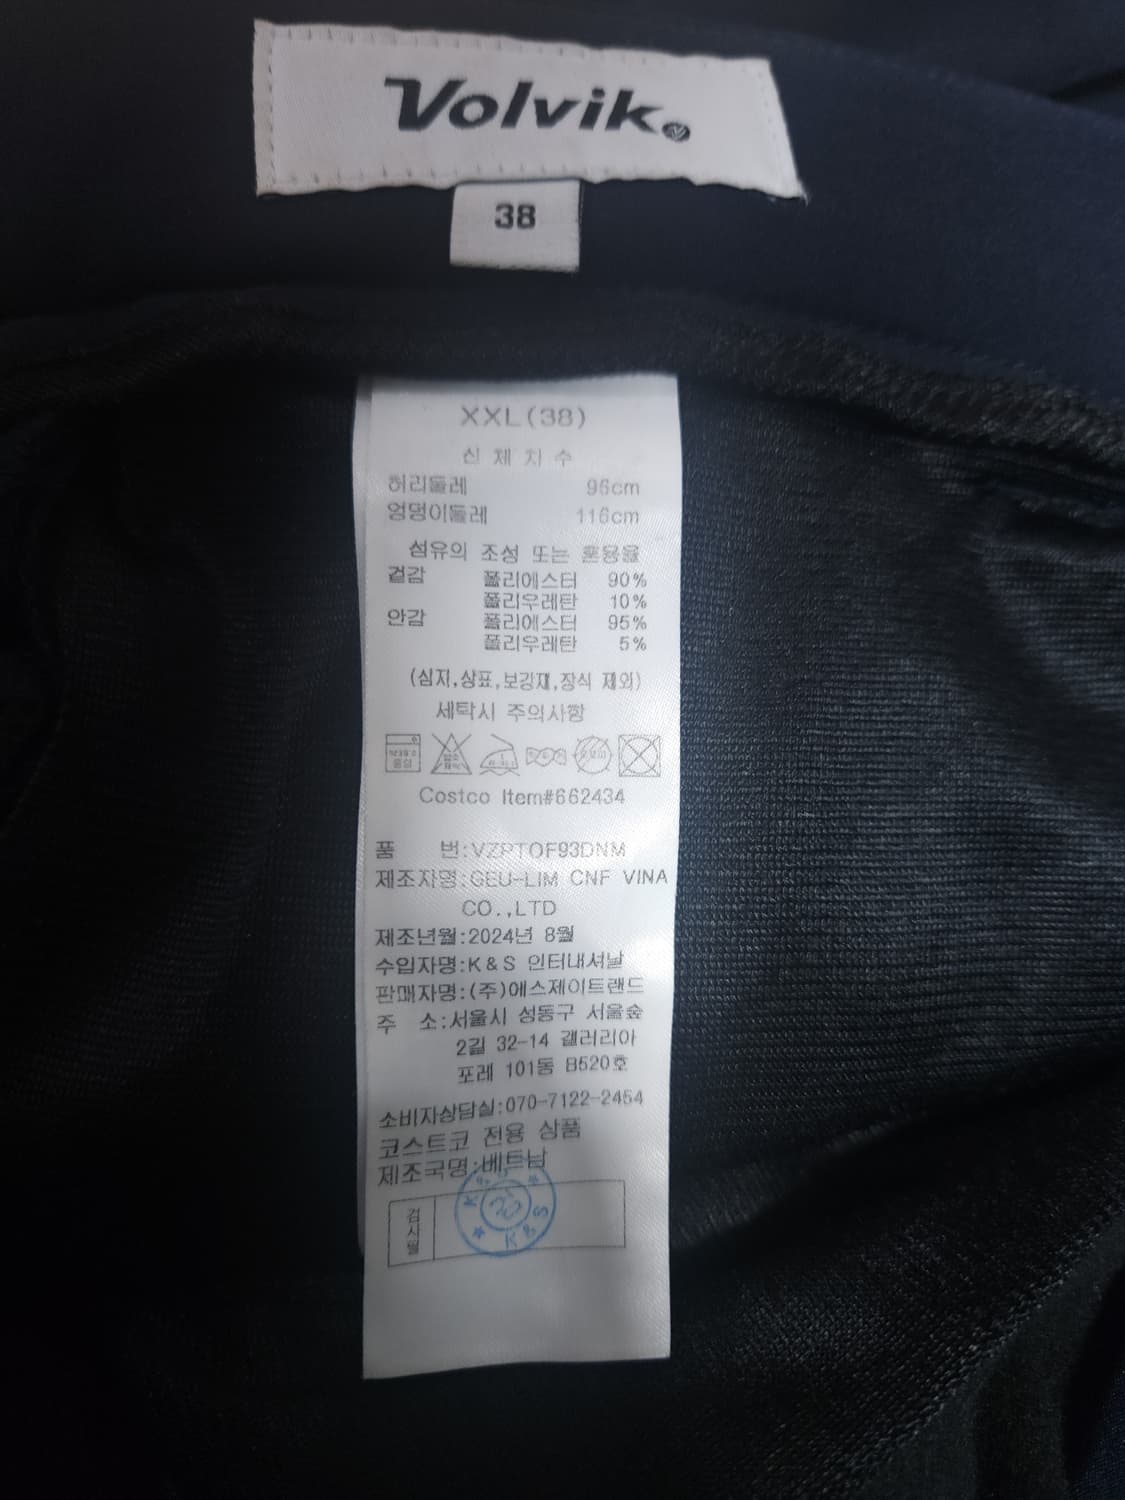 Volvik
38
XXL(38)
신체치수
허리둘레 96cm
엉덩이둘레 116cm
섬유의 조성 또는 혼용율
겉감 폴리에스터 90%
폴리우레탄 10%
안감 폴리에스터 95%
폴리우레탄 5%
(심지,상표,보강재,장식 제외)
세탁시 주의사항
Costco Item#662434
품 번:VZPTOF93DNM
제조자명:GEU-LIM CNF VINA
CO.,LTD
제조년월:2024년 8월
수입자명:K&S 인터내셔날
판매자명:(주)에스제이트랜드
주 소:서울시 성동구 서울숲
2길 32-14 갤러리아
포레 101동 B520호
소비자상담실:070-7122-2454
코스트코 전용 상품
제조국명:베트남
검사필
K&S